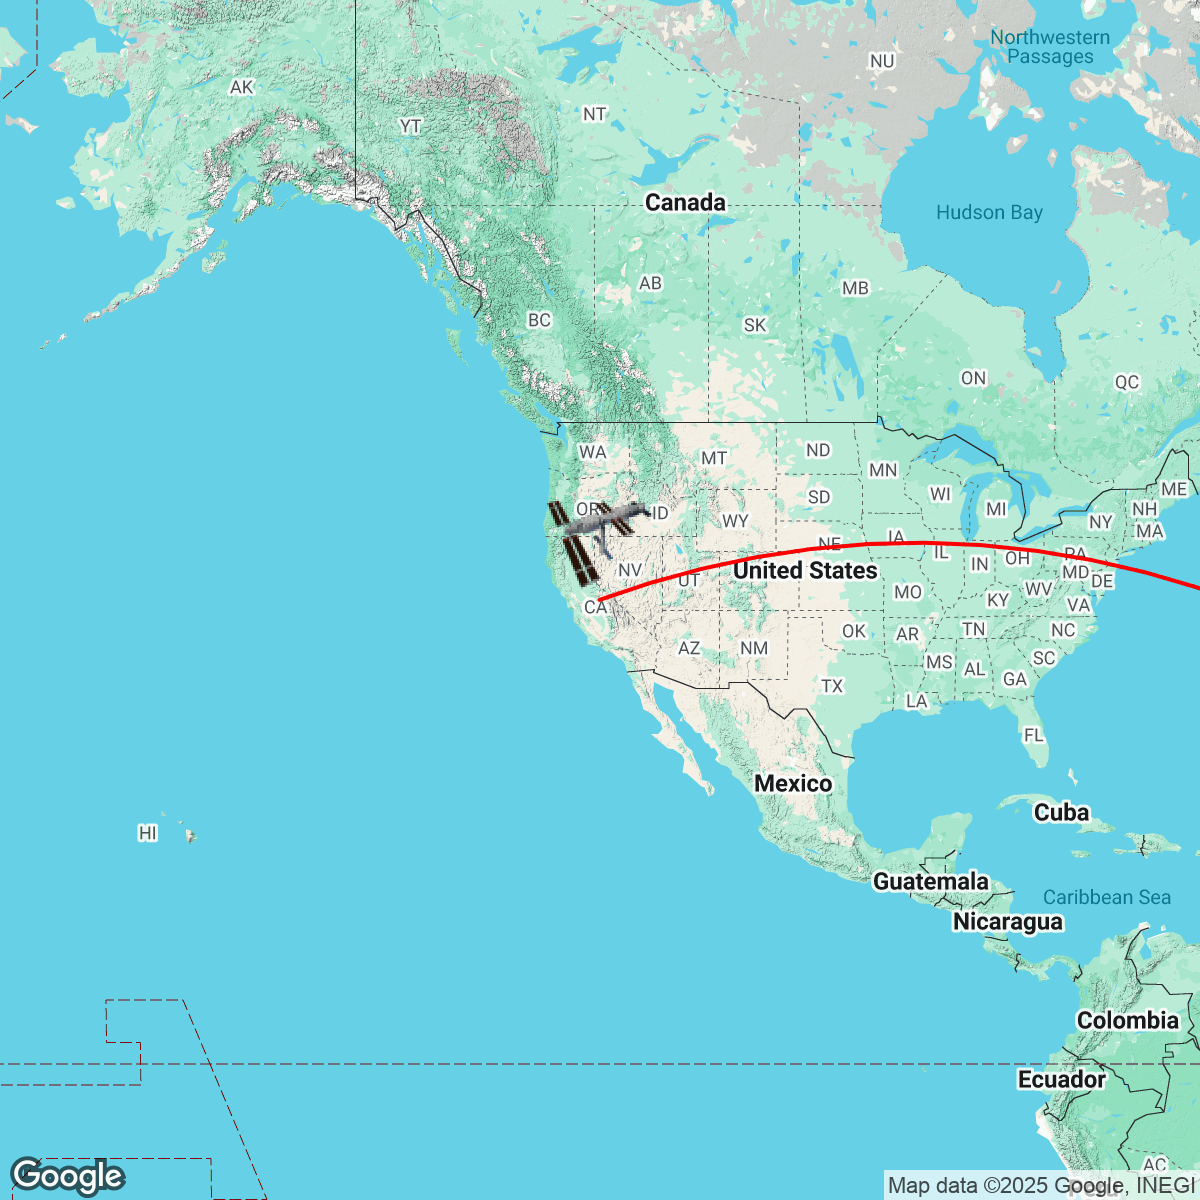 Northwestern
Passages
NU
AK
NT
YT
Canada
Hudson Bay
AB
MB
BC
SK
ON
QC
WA
MT
ND
MN
ME
SD
WI
MI
NH
OR
ID
WY
NY
MA
NE
IA
IL
PA
OH
IN
NV
United States
UT
MD
DE
MO
WV
KY
VA
CA
OK
AR
TN
NC
AZ
NM
MS
AL
SC
GA
TX
LA
FL
Mexico
Cuba
HI
Guatemala
Caribbean Sea
Nicaragua
Colombia
Ecuador
AC
Google
Map data ©2025 Google, INEGI